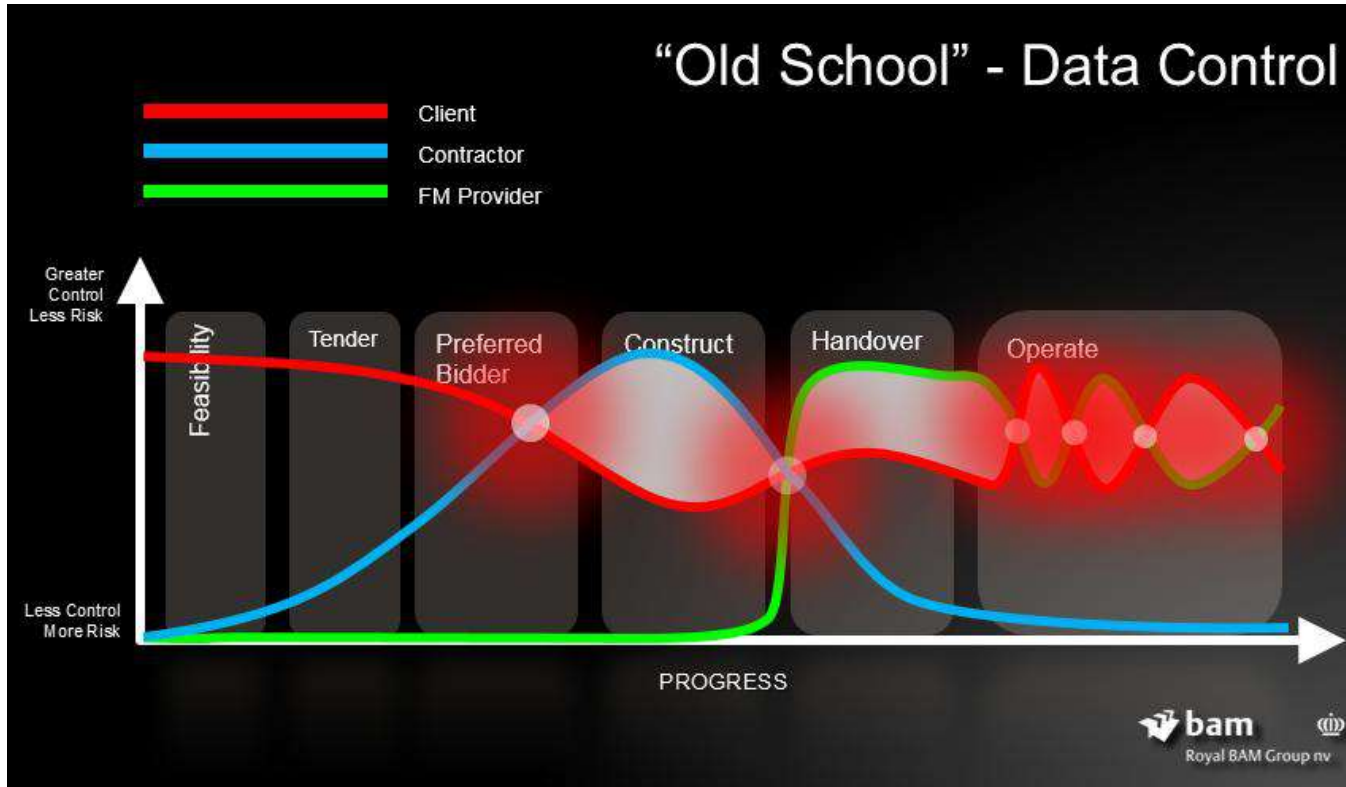 “Old School” - Data Control
Client
Contractor
FM Provider
Greater
Control
Less Risk
Feasibility
Tender
Preferred
Bidder
Construct
Handover
Operate
Less Control
More Risk
PROGRESS
bam
Royal BAM Group nv